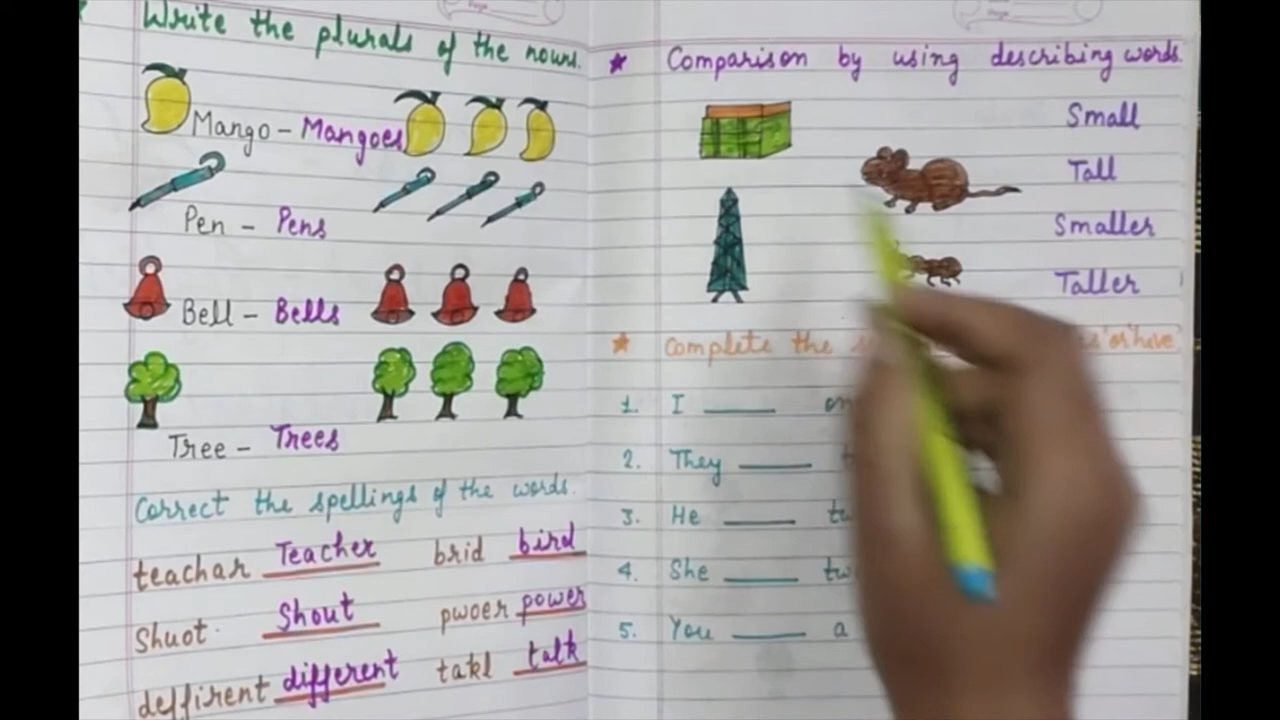 Write the plurals of the nouns.
Mango - Mangoes
Pen - Pens
Bell - Bells
Tree - Trees
Correct the spellings of the words.
teachar Teacher brid bird
Shuot Shout pwoer power
deffirent different takl talk
Comparison by using describing words.
Small
Tall
Smaller
Taller
Complete the or have
1. I
2. They
3. He
4. She
5. You a